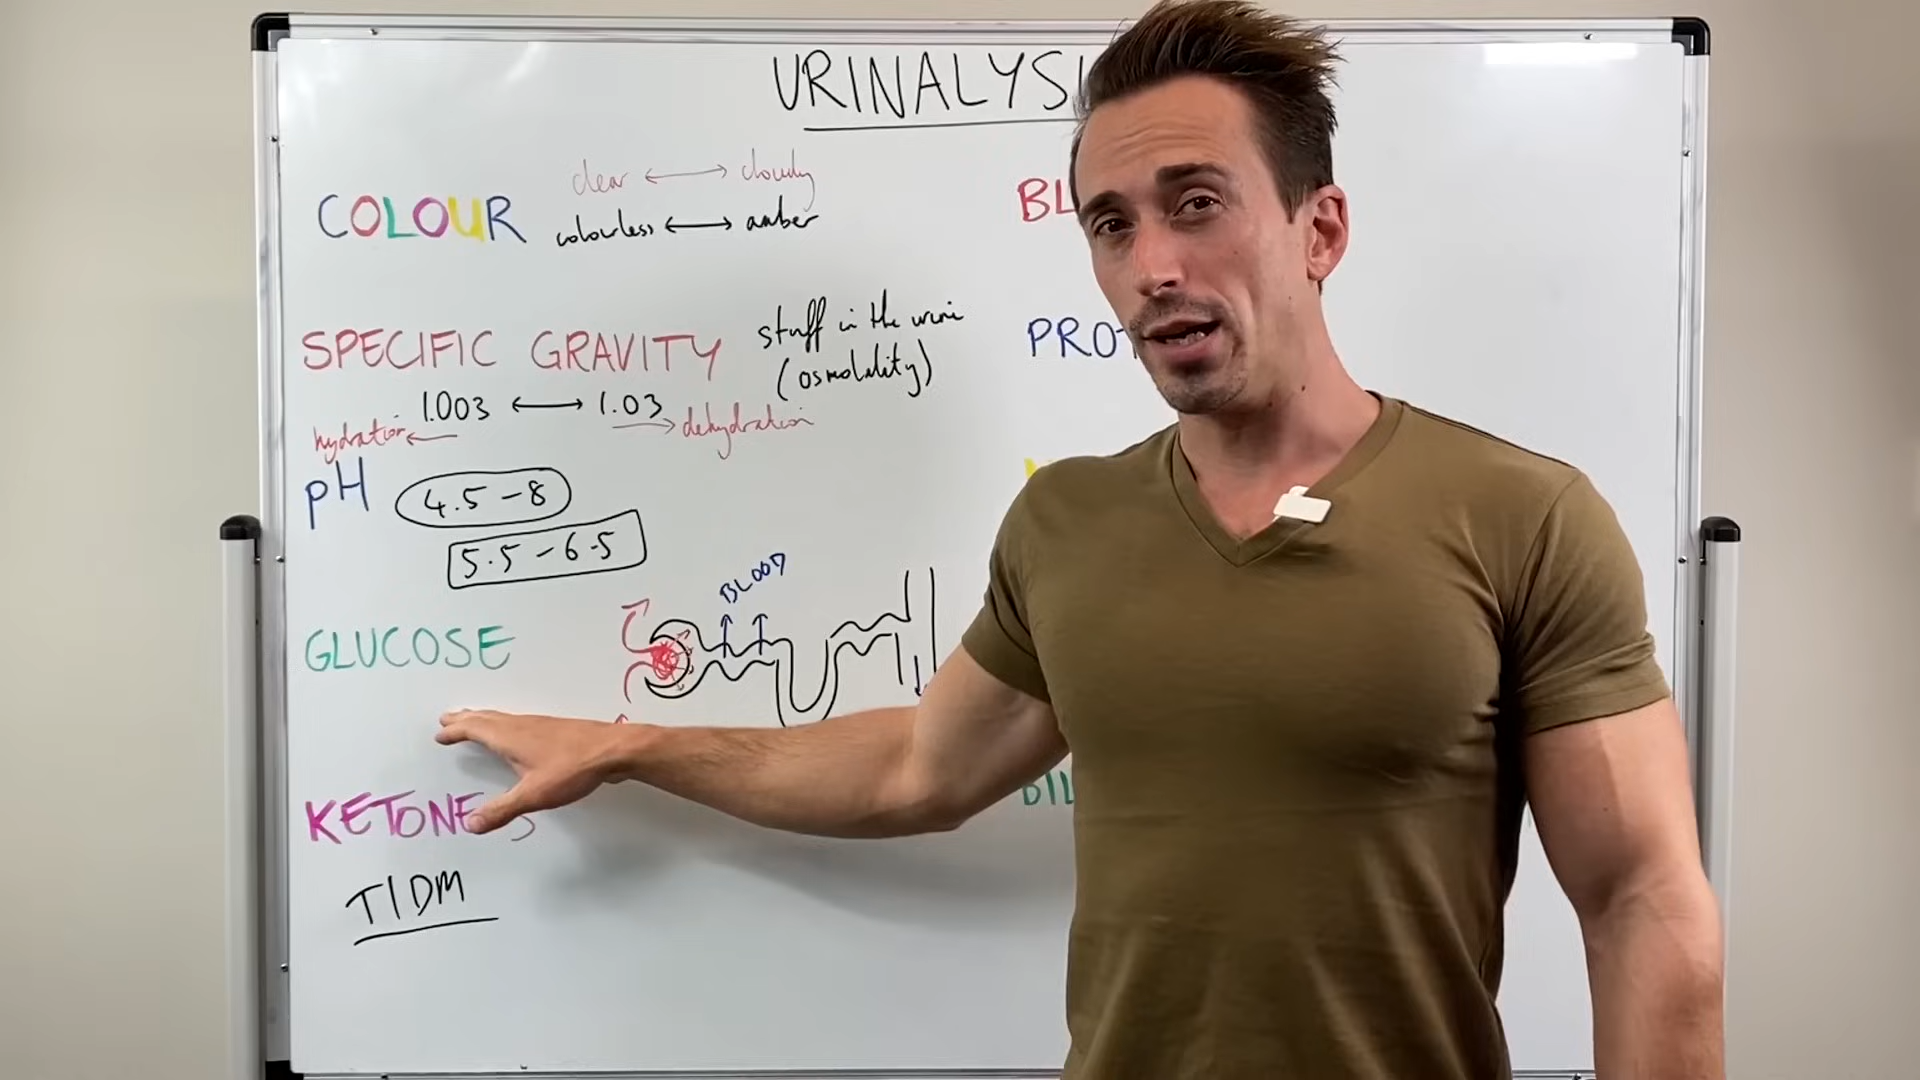 URINALYSI
clear ↔ cloudy
COLOUR colourless ↔ amber
SPECIFIC GRAVITY stuff in the urine
(osmolality)
1.003 ↔ 1.03
hydration ← → dehydration
pH 4.5 - 8
5.5 - 6.5
BLOOD
GLUCOSE
KETONES
T1DM
BL
PROT
BIL